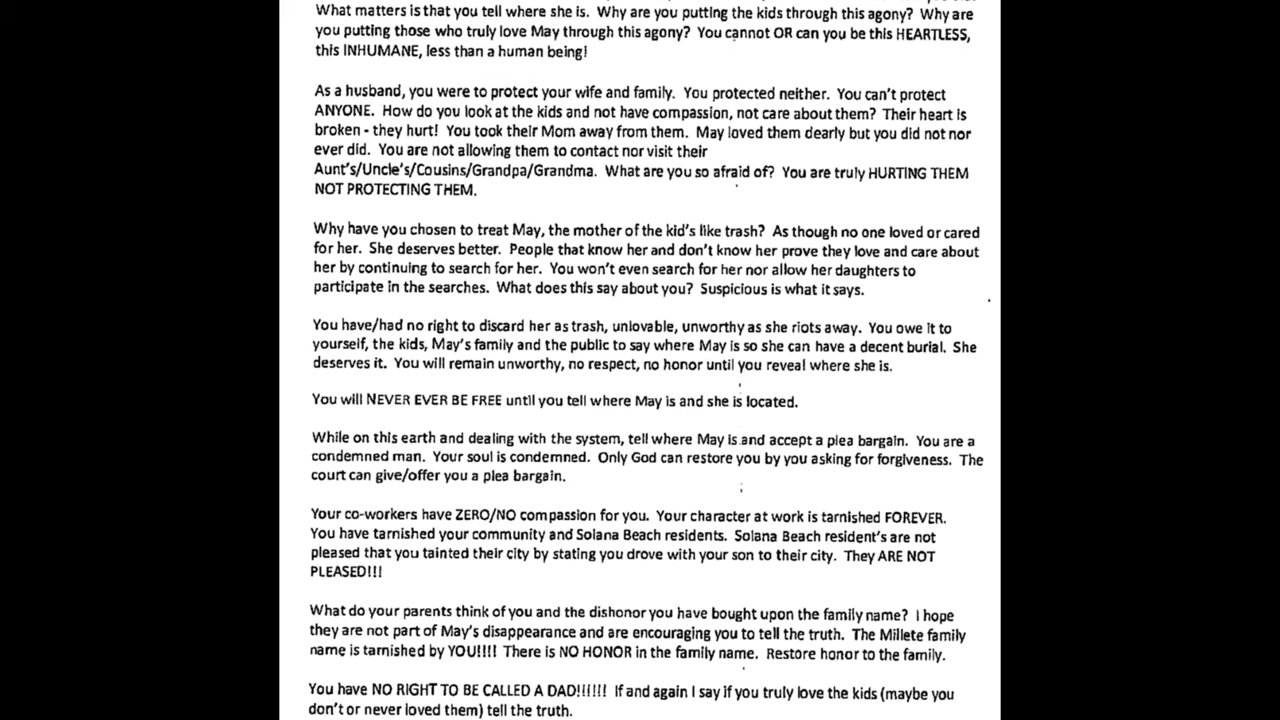 What matters is that you tell where she is. Why are you putting the kids through this agony? Why are
you putting those who truly love May through this agony? You cannot OR can you be this HEARTLESS,
this INHUMANE, less than a human being!
As a husband, you were to protect your wife and family. You protected neither. You can't protect
ANYONE. How do you look at the kids and not have compassion, not care about them? Their heart is
broken - they hurt! You took their Mom away from them. May loved them dearly but you did not nor
ever did. You are not allowing them to contact nor visit their
Aunt's/Uncle's/Cousins/Grandpa/Grandma. What are you so afraid of? You are truly HURTING THEM
NOT PROTECTING THEM.
Why have you chosen to treat May, the mother of the kid's like trash? As though no one loved or cared
for her. She deserves better. People that know her and don't know her prove they love and care about
her by continuing to search for her. You won't even search for her nor allow her daughters to
participate in the searches. What does this say about you? Suspicious is what it says.
You have/had no right to discard her as trash, unlovable, unworthy as she riots away. You owe it to
yourself, the kids, May's family and the public to say where May is so she can have a decent burial. She
deserves it. You will remain unworthy, no respect, no honor until you reveal where she is.
You will NEVER EVER BE FREE until you tell where May is and she is located.
While on this earth and dealing with the system, tell where May is and accept a plea bargain. You are a
condemned man. Your soul is condemned. Only God can restore you by you asking for forgiveness. The
court can give/offer you a plea bargain.
Your co-workers have ZERO/NO compassion for you. Your character at work is tarnished FOREVER.
You have tarnished your community and Solana Beach residents. Solana Beach resident's are not
pleased that you tainted their city by stating you drove with your son to their city. They ARE NOT
PLEASED!!!
What do your parents think of you and the dishonor you have bought upon the family name? I hope
they are not part of May's disappearance and are encouraging you to tell the truth. The Millete family
name is tarnished by YOU!!!! There is NO HONOR in the family name. Restore honor to the family.
You have NO RIGHT TO BE CALLED A DAD!!!!!! If and again I say if you truly love the kids (maybe you
don't or never loved them) tell the truth.